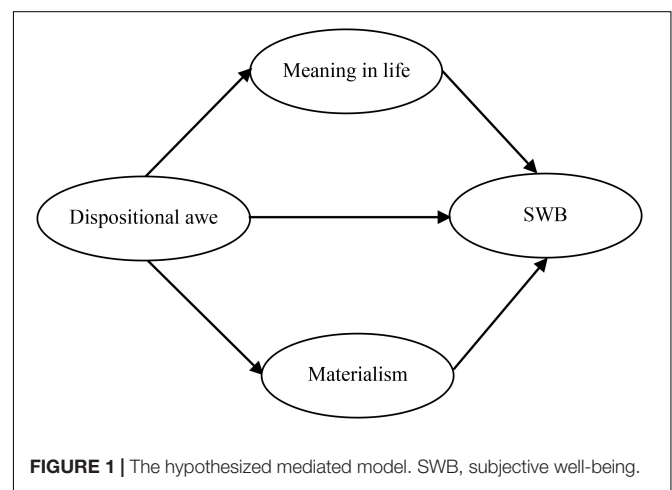 Meaning in life
Dispositional awe
SWB
Materialism
FIGURE 1 | The hypothesized mediated model. SWB, subjective well-being.